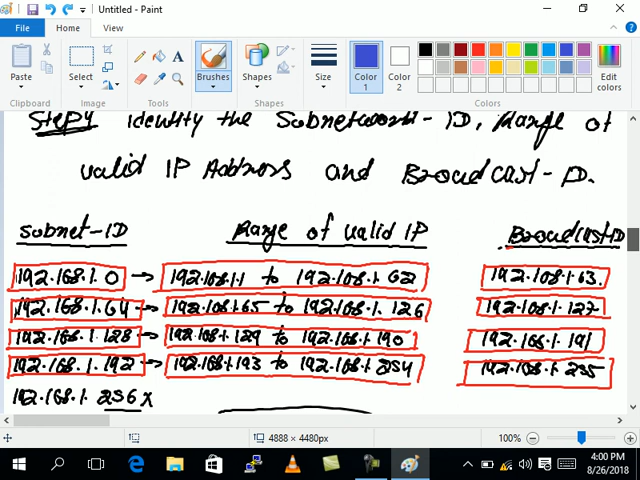 Untitled - Paint
File Home View
Paste Select Brushes Shapes Size Color 1 Color 2 Edit colors
Clipboard Image Tools Shapes Colors
Step4 identity the Subnetwork-ID, Range of
valid IP Address and Broadcast-ID.
Subnet-ID Range of valid IP Broadcast-ID
192.168.1.0 → 192.168.1.1 to 192.168.1.62 192.168.1.63.
192.168.1.64 → 192.168.1.65 to 192.168.1.126 192.168.1.127
192.168.1.128 → 192.168.1.129 to 192.168.1.190 192.168.1.191
192.168.1.192 → 192.168.1.193 to 192.168.1.254 192.168.1.255
192.168.1.256 x
4888 × 4480px 100%
4:00 PM
8/26/2018